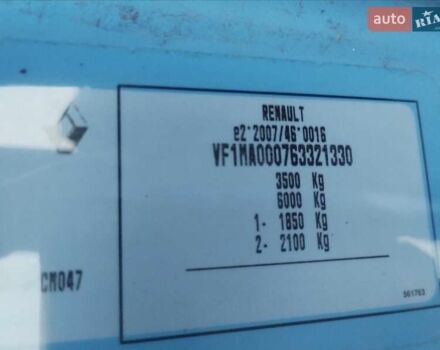 auto
RIA
RENAULT
e2*2007/46*0016
VF1MA000763321330
3500 Kg
6000 Kg
1- 1850 Kg
2- 2100 Kg
CM047
561763